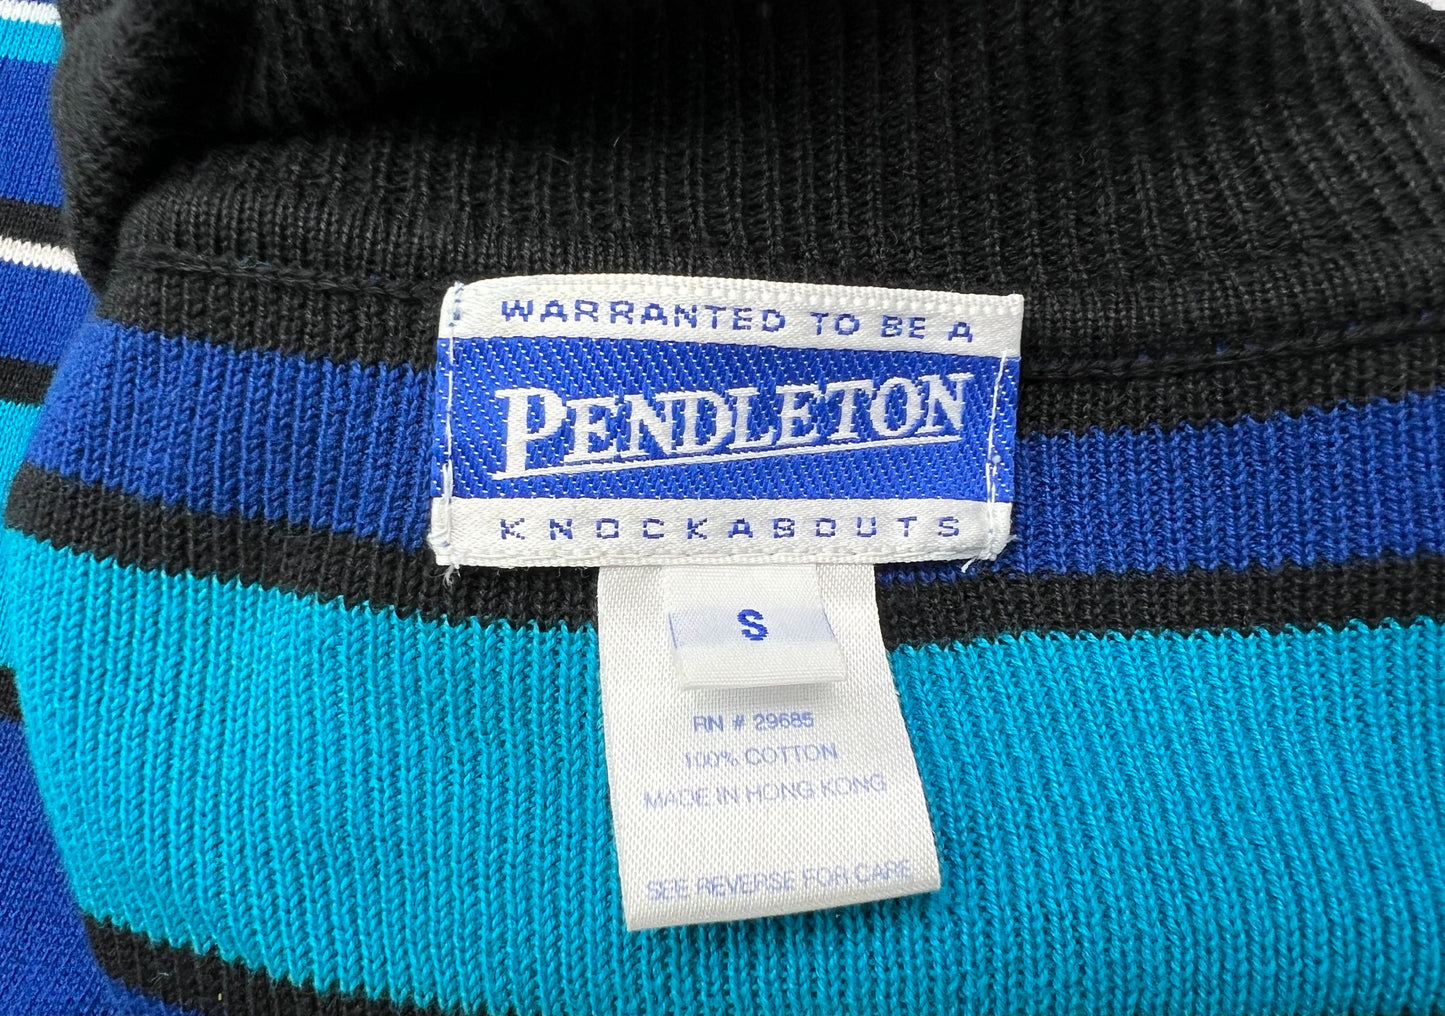 WARRANTED TO BE A
PENDLETON
KNOCKABOUTS
S
RN # 29685
100% COTTON
MADE IN HONG KONG
SEE REVERSE FOR CARE